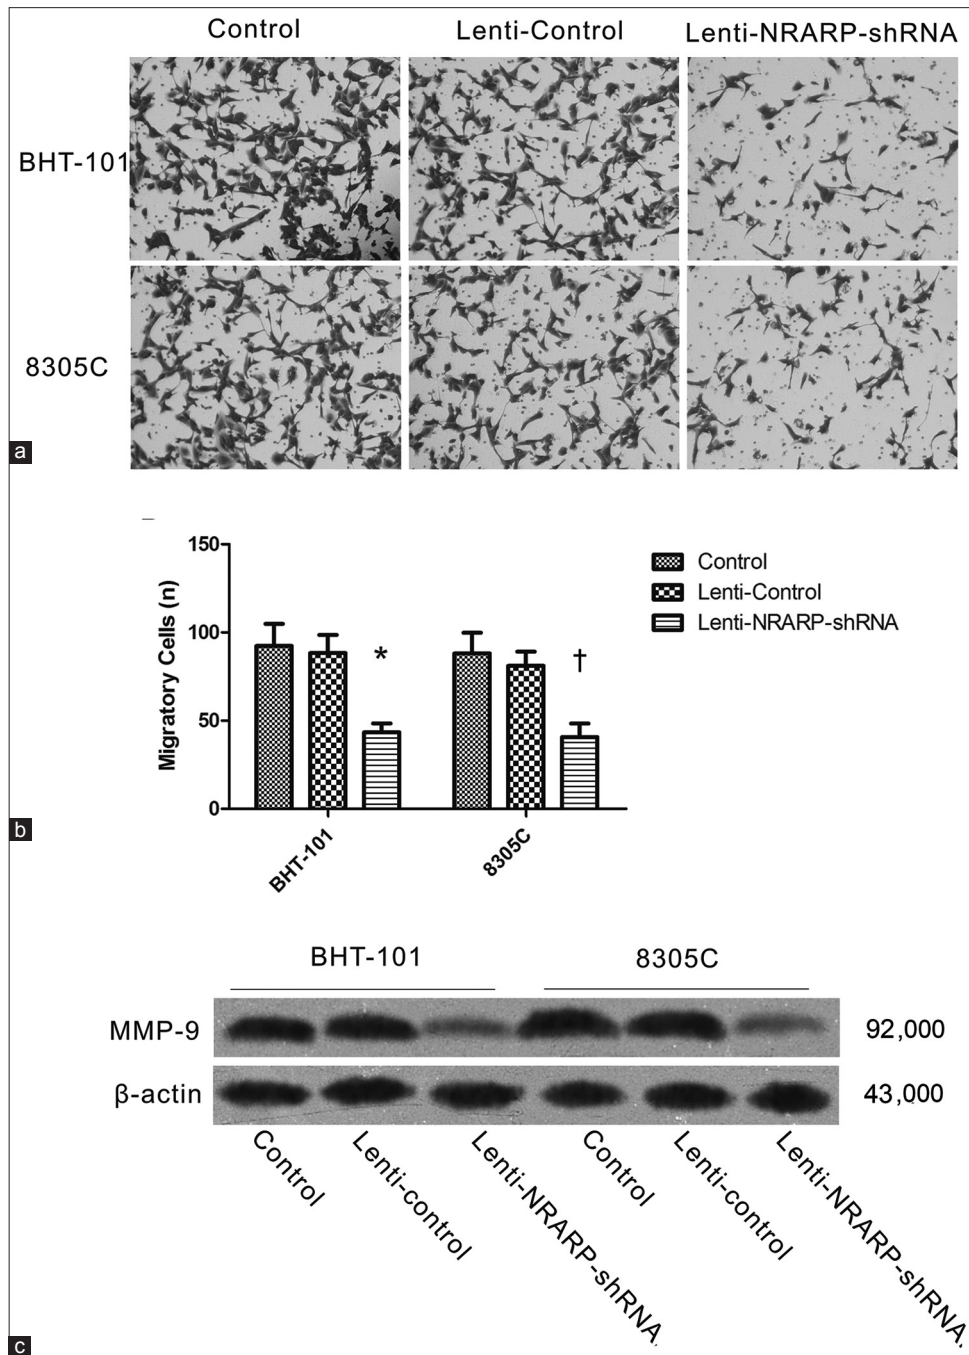 Control Lenti-Control Lenti-NRARP-shRNA
BHT-101
8305C
a
150
100
50
0
Migratory Cells (n)
*
†
Control
Lenti-Control
Lenti-NRARP-shRNA
BHT-101
8305C
b
BHT-101 8305C
MMP-9 92,000
β-actin 43,000
Control
Lenti-control
Lenti-NRARP-shRNA
Control
Lenti-control
Lenti-NRARP-shRNA
c